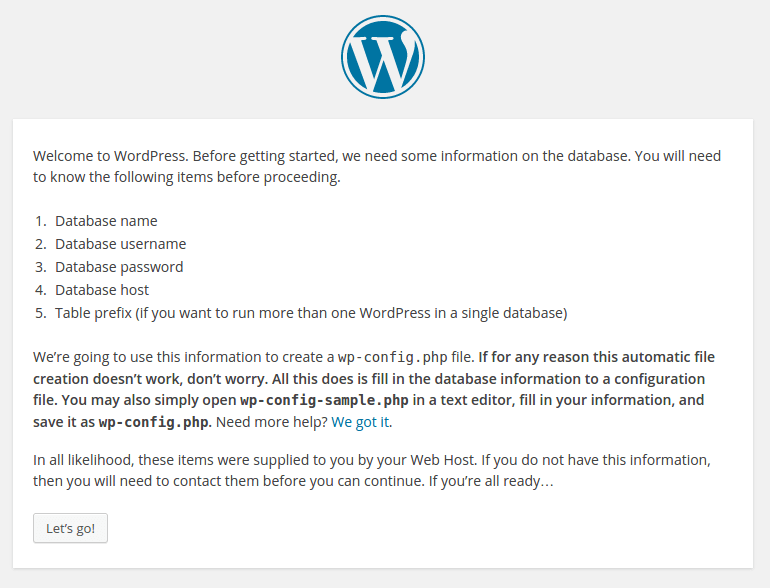 W
Welcome to WordPress. Before getting started, we need some information on the database. You will need
to know the following items before proceeding.
1. Database name
2. Database username
3. Database password
4. Database host
5. Table prefix (if you want to run more than one WordPress in a single database)
We’re going to use this information to create a wp-config.php file. If for any reason this automatic file
creation doesn’t work, don’t worry. All this does is fill in the database information to a configuration
file. You may also simply open wp-config-sample.php in a text editor, fill in your information, and
save it as wp-config.php. Need more help? We got it.
In all likelihood, these items were supplied to you by your Web Host. If you do not have this information,
then you will need to contact them before you can continue. If you’re all ready…
Let’s go!